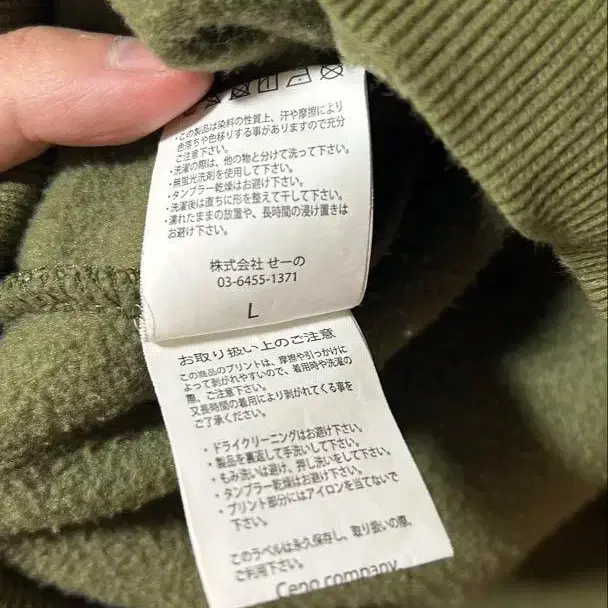 ・この製品は染料の性質上、汗や摩擦により
色落ちや色移りする事がありますので充分
ご注意下さい。
・洗濯の際は、他の物と分けて洗って下さい。
・無蛍光洗剤を使用して下さい。
・タンブラー乾燥はお避け下さい。
・洗濯後は直ちに形を整えて干して下さい。
・濡れたままの放置や、長時間の浸け置きは
お避け下さい。
株式会社 せーの
03-6455-1371
L
お取り扱い上のご注意
この商品のプリントは、摩擦や引っかけに
よって剥がれやすいので、着用時や洗濯の
際、ご注意下さい。
又長時間の着用により剥がれてくる事を
ご了承ください。
・ドライクリーニングはお避け下さい。
・製品を裏返して手洗いして下さい。
・もみ洗いは避け、押し洗いをして下さい。
・タンブラー乾燥はお避け下さい。
・プリント部分にはアイロンを当てないで
下さい。
このラベルは永久保存し、取り扱いの際、
ご利用下さい。
Ceno company